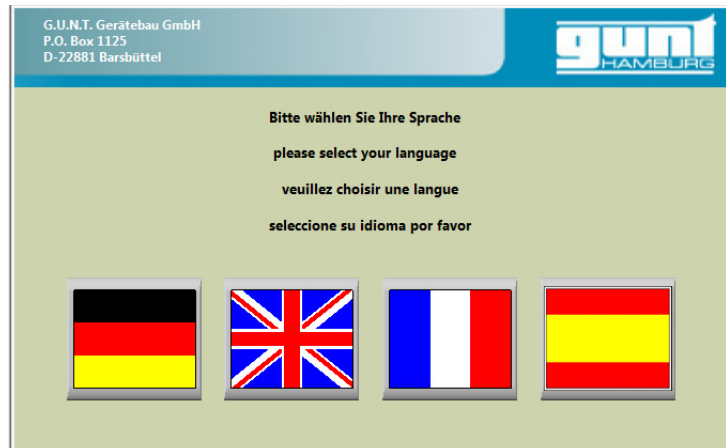 G.U.N.T. Gerätebau GmbH
P.O. Box 1125
D-22881 Barsbüttel
gunt
HAMBURG
Bitte wählen Sie Ihre Sprache
please select your language
veuillez choisir une langue
seleccione su idioma por favor